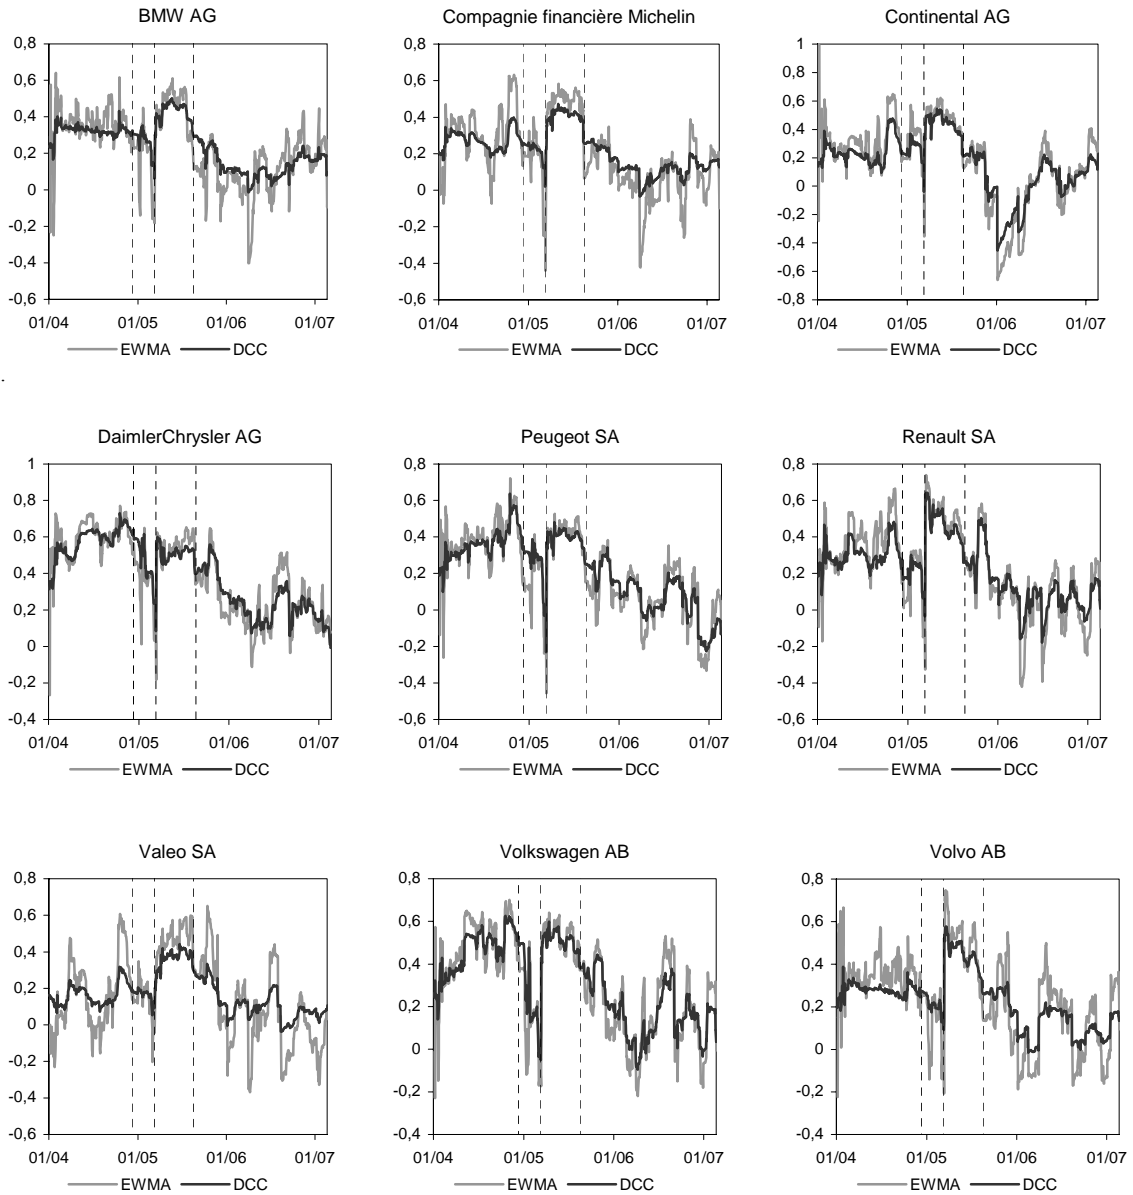 BMW AG
Compagnie financière Michelin
Continental AG
0,8
0,6
0,4
0,2
0
-0,2
-0,4
-0,6
01/04 01/05 01/06 01/07
EWMA DCC
0,8
0,6
0,4
0,2
0
-0,2
-0,4
-0,6
01/04 01/05 01/06 01/07
EWMA DCC
1
0,8
0,6
0,4
0,2
0
-0,2
-0,4
-0,6
-0,8
01/04 01/05 01/06 01/07
EWMA DCC
DaimlerChrysler AG
Peugeot SA
Renault SA
1
0,8
0,6
0,4
0,2
0
-0,2
-0,4
01/04 01/05 01/06 01/07
EWMA DCC
0,8
0,6
0,4
0,2
0
-0,2
-0,4
-0,6
01/04 01/05 01/06 01/07
EWMA DCC
0,8
0,6
0,4
0,2
0
-0,2
-0,4
-0,6
01/04 01/05 01/06 01/07
EWMA DCC
Valeo SA
Volkswagen AB
Volvo AB
0,8
0,6
0,4
0,2
0
-0,2
-0,4
-0,6
01/04 01/05 01/06 01/07
EWMA DCC
0,8
0,6
0,4
0,2
0
-0,2
-0,4
01/04 01/05 01/06 01/07
EWMA DCC
0,8
0,6
0,4
0,2
0
-0,2
-0,4
01/04 01/05 01/06 01/07
EWMA DCC